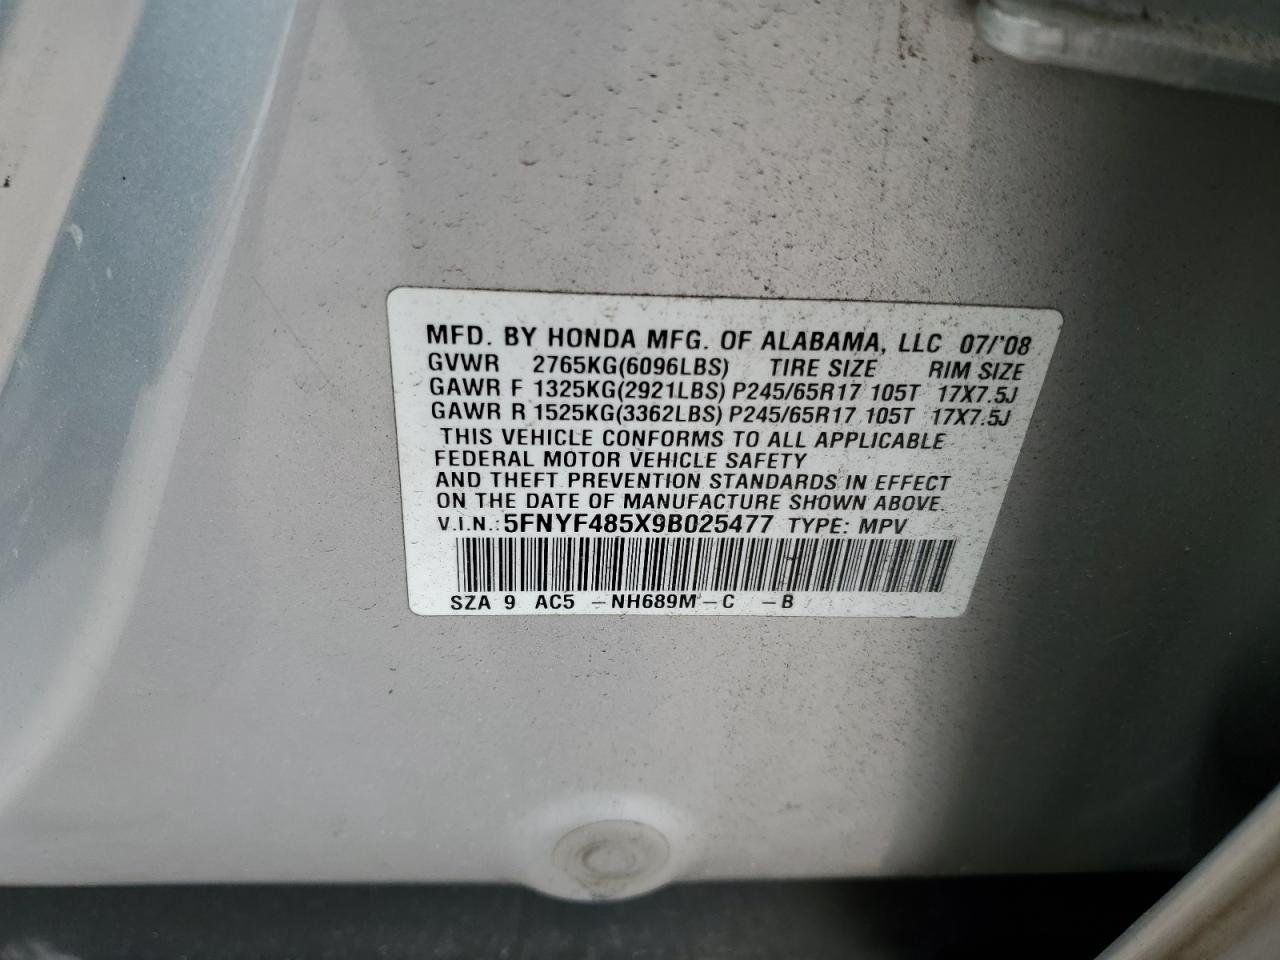 MFD. BY HONDA MFG. OF ALABAMA, LLC 07/'08
GVWR 2765KG(6096LBS) TIRE SIZE RIM SIZE
GAWR F 1325KG(2921LBS) P245/65R17 105T 17X7.5J
GAWR R 1525KG(3362LBS) P245/65R17 105T 17X7.5J
THIS VEHICLE CONFORMS TO ALL APPLICABLE
FEDERAL MOTOR VEHICLE SAFETY
AND THEFT PREVENTION STANDARDS IN EFFECT
ON THE DATE OF MANUFACTURE SHOWN ABOVE.
V.I.N.: 5FNYF485X9B025477 TYPE: MPV
SZA 9 AC5 –NH689M–C –B